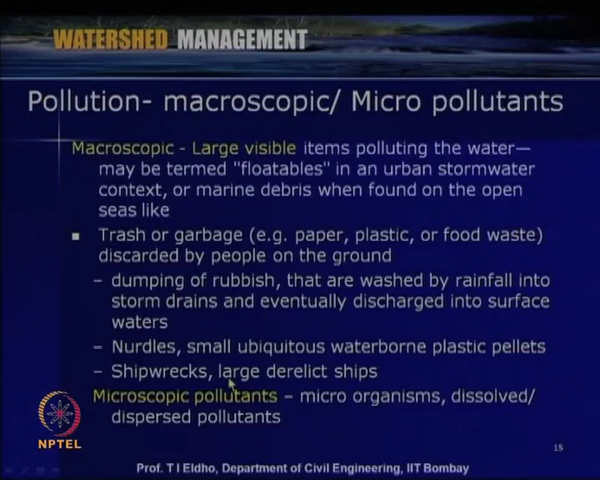 WATERSHED MANAGEMENT
Pollution- macroscopic/ Micro pollutants
Macroscopic - Large visible items polluting the water—
may be termed "floatables" in an urban stormwater
context, or marine debris when found on the open
seas like
■ Trash or garbage (e.g. paper, plastic, or food waste)
discarded by people on the ground
– dumping of rubbish, that are washed by rainfall into
storm drains and eventually discharged into surface
waters
– Nurdles, small ubiquitous waterborne plastic pellets
– Shipwrecks, large derelict ships
Microscopic pollutants – micro organisms, dissolved/
dispersed pollutants
NPTEL
15
Prof. T I Eldho, Department of Civil Engineering, IIT Bombay